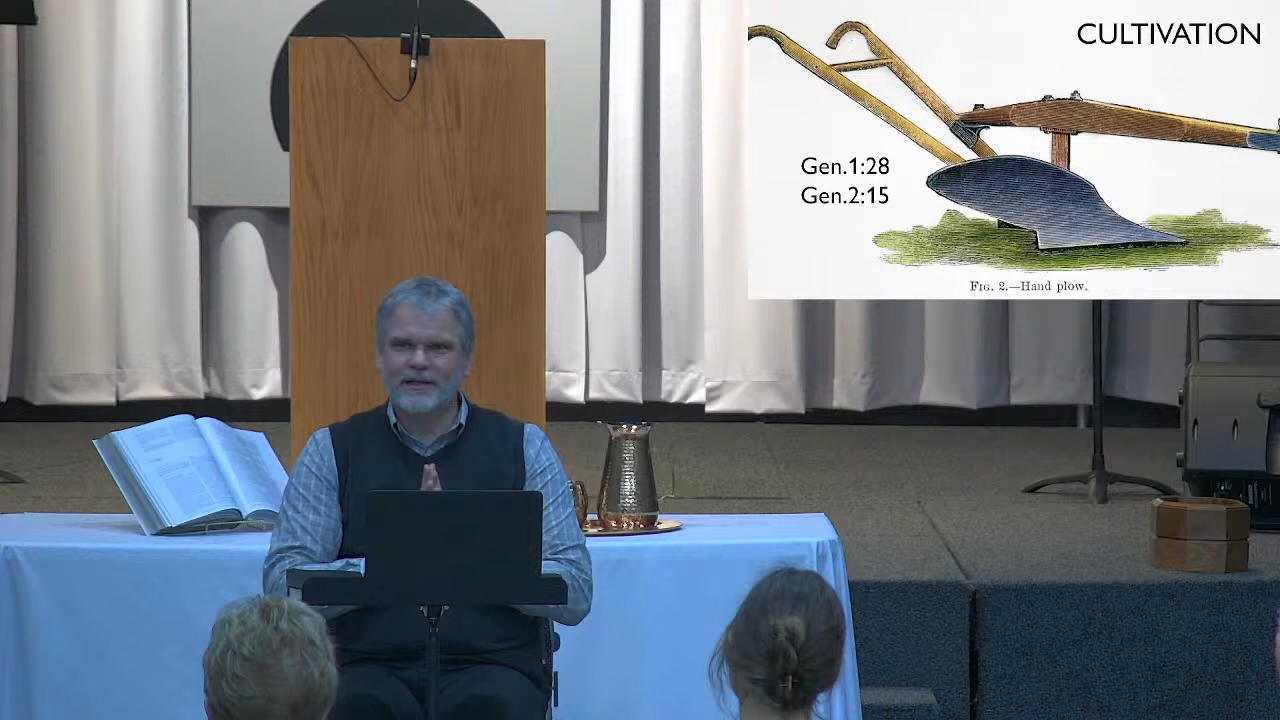 CULTIVATION
Gen.1:28
Gen.2:15
FIG. 2.—Hand plow.